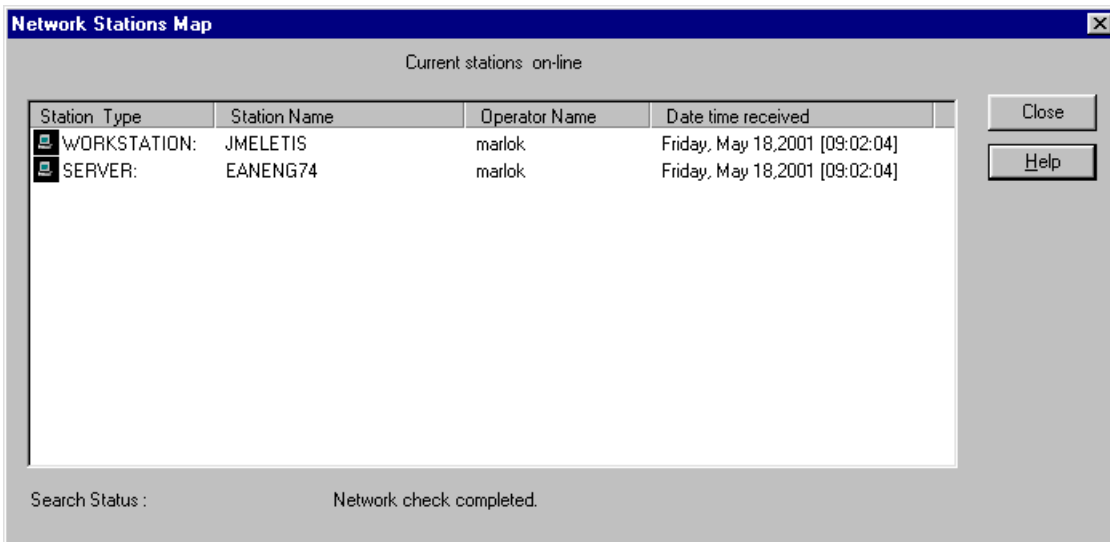 Network Stations Map
Current stations on-line
Station Type Station Name Operator Name Date time received
WORKSTATION: JMELETIS marlok Friday, May 18,2001 [09:02:04]
SERVER: EANENG74 marlok Friday, May 18,2001 [09:02:04]
Close
Help
Search Status : Network check completed.